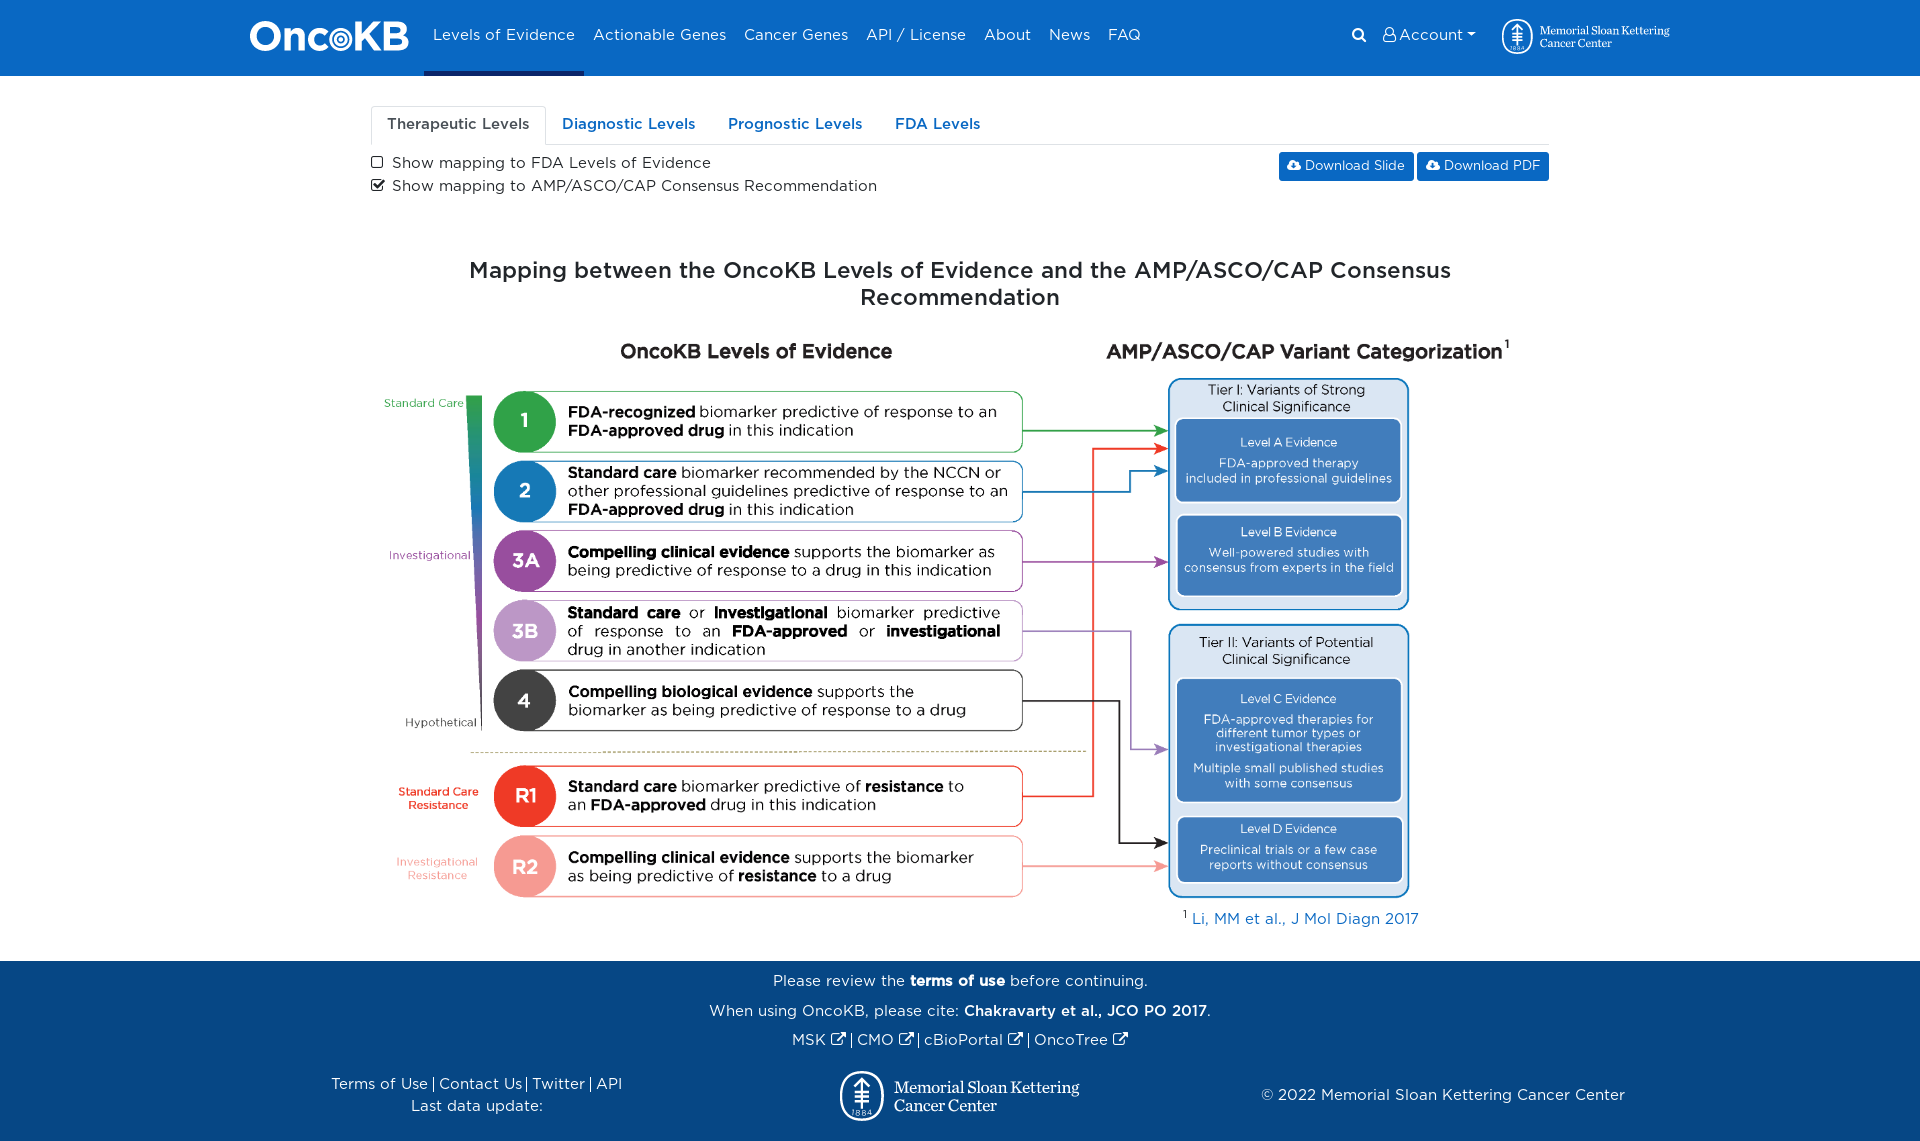 OncoKB
Levels of Evidence
Actionable Genes
Cancer Genes
API / License
About
News
FAQ
Account
Memorial Sloan Kettering
Cancer Center
1884
Therapeutic Levels
Diagnostic Levels
Prognostic Levels
FDA Levels
Show mapping to FDA Levels of Evidence
Show mapping to AMP/ASCO/CAP Consensus Recommendation
Download Slide
Download PDF
Mapping between the OncoKB Levels of Evidence and the AMP/ASCO/CAP Consensus
Recommendation
OncoKB Levels of Evidence
Standard Care
Investigational
Hypothetical
1
FDA-recognized biomarker predictive of response to an
FDA-approved drug in this indication
2
Standard care biomarker recommended by the NCCN or
other professional guidelines predictive of response to an
FDA-approved drug in this indication
3A
Compelling clinical evidence supports the biomarker as
being predictive of response to a drug in this indication
3B
Standard care or investigational biomarker predictive
of response to an FDA-approved or investigational
drug in another indication
4
Compelling biological evidence supports the
biomarker as being predictive of response to a drug
Standard Care
Resistance
R1
Standard care biomarker predictive of resistance to
an FDA-approved drug in this indication
Investigational
Resistance
R2
Compelling clinical evidence supports the biomarker
as being predictive of resistance to a drug
AMP/ASCO/CAP Variant Categorization 1
Tier I: Variants of Strong
Clinical Significance
Level A Evidence
FDA-approved therapy
included in professional guidelines
Level B Evidence
Well-powered studies with
consensus from experts in the field
Tier II: Variants of Potential
Clinical Significance
Level C Evidence
FDA-approved therapies for
different tumor types or
investigational therapies
Multiple small published studies
with some consensus
Level D Evidence
Preclinical trials or a few case
reports without consensus
1 Li, MM et al., J Mol Diagn 2017
Please review the terms of use before continuing.
When using OncoKB, please cite: Chakravarty et al., JCO PO 2017.
MSK | CMO | cBioPortal | OncoTree
Terms of Use | Contact Us | Twitter | API
Last data update:
1884
Memorial Sloan Kettering
Cancer Center
© 2022 Memorial Sloan Kettering Cancer Center